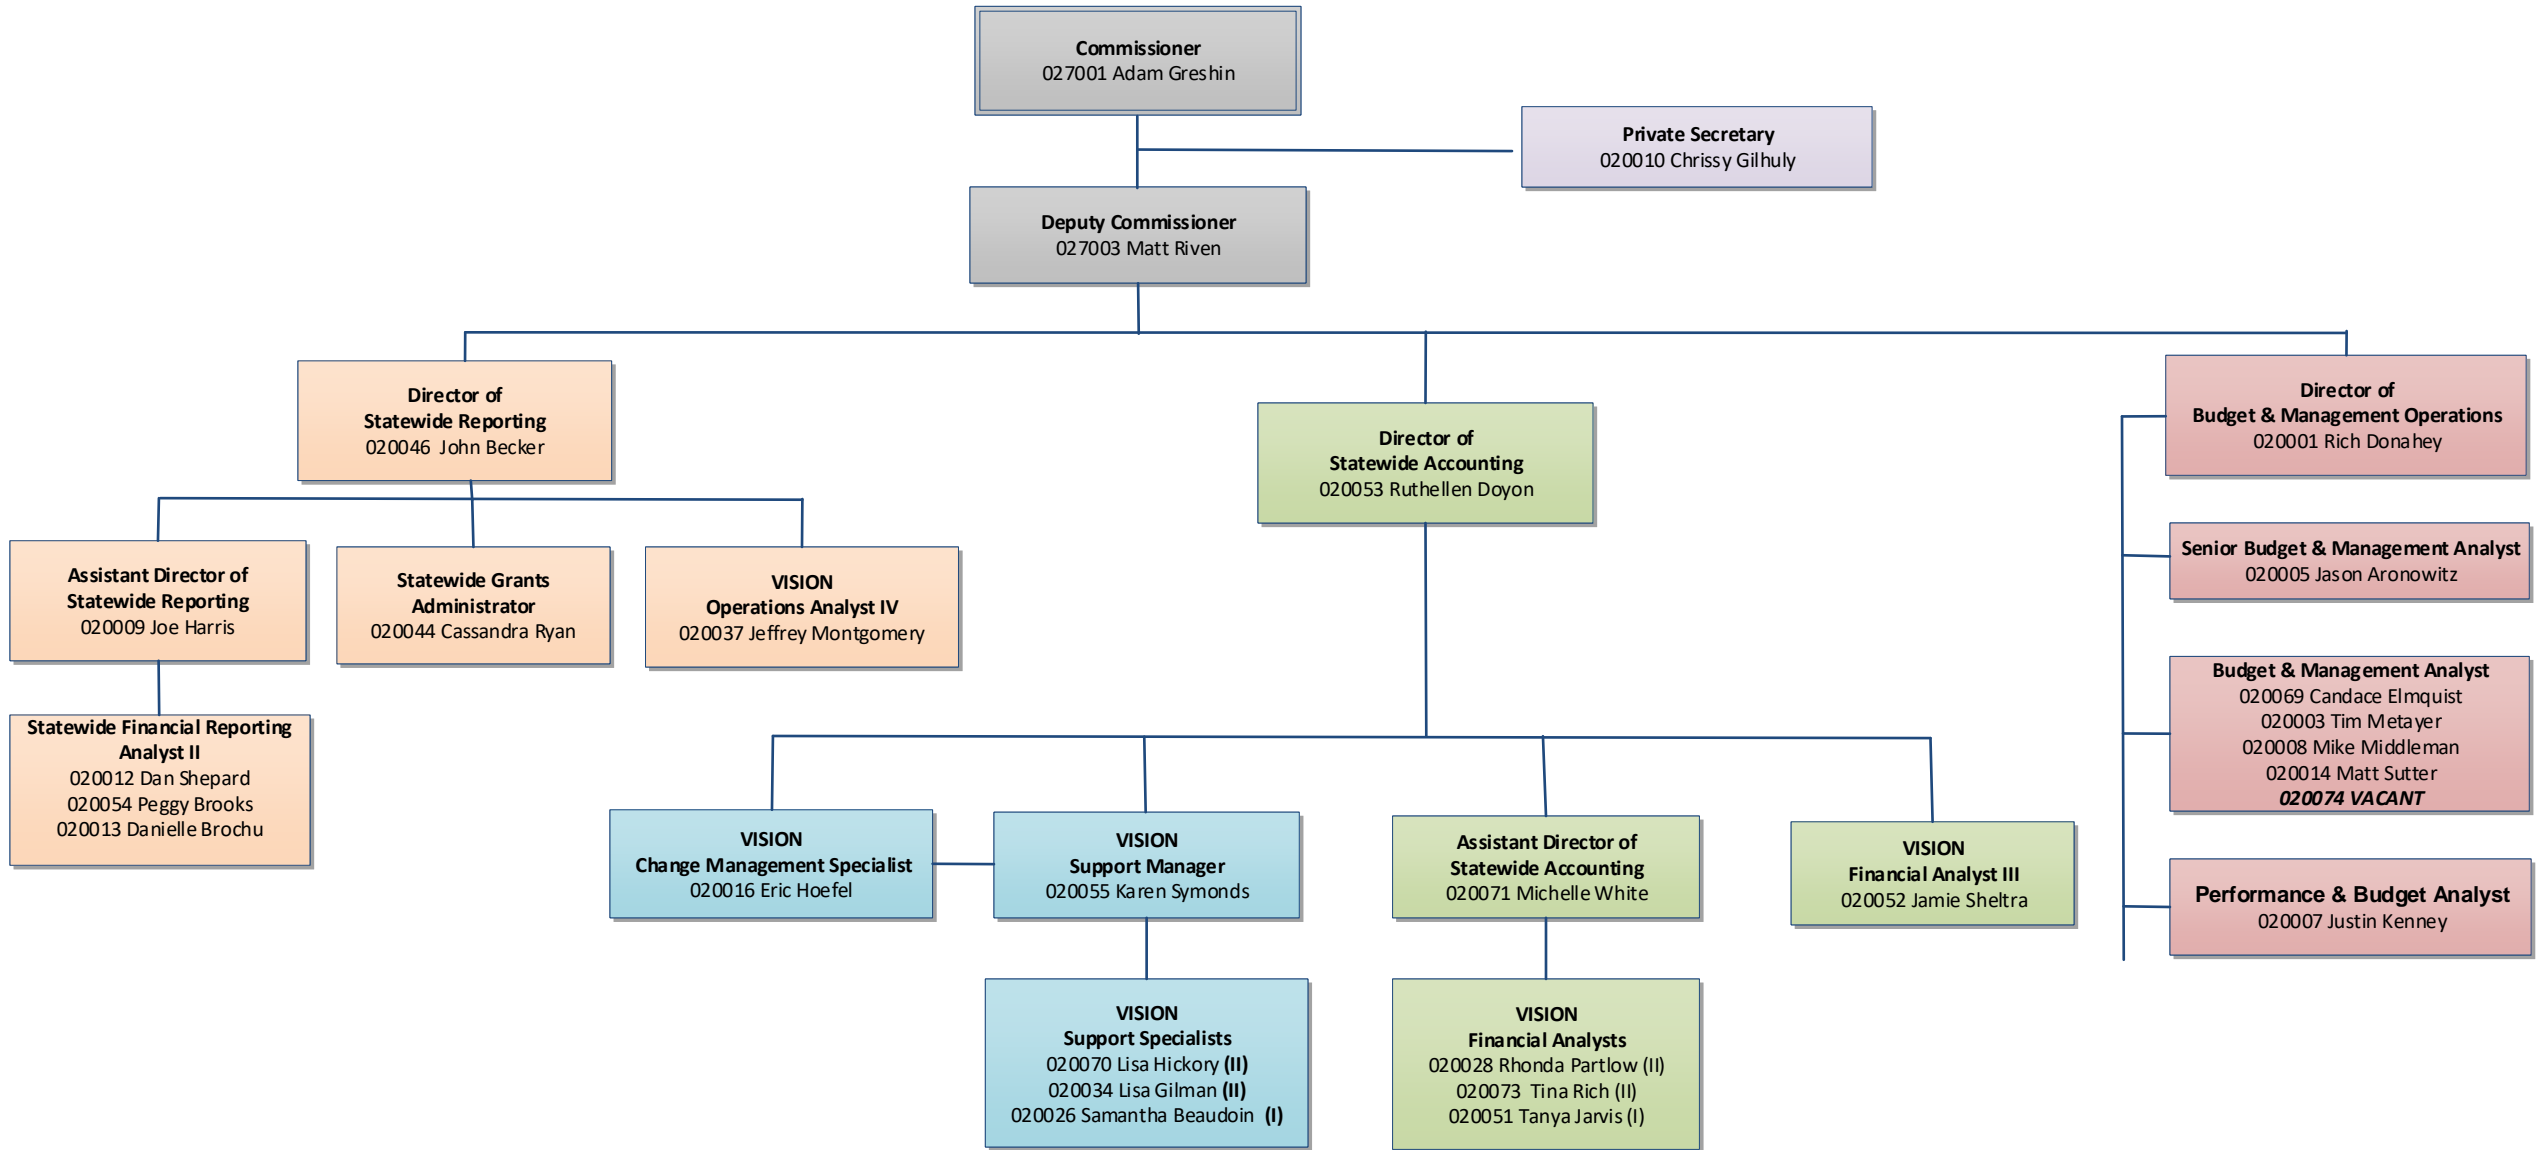 Commissioner
027001 Adam Greshin
Private Secretary
020010 Chrissy Gilhuly
Deputy Commissioner
027003 Matt Riven
Director of
Statewide Reporting
020046 John Becker
Director of
Statewide Accounting
020053 Ruthellen Doyon
Director of
Budget & Management Operations
020001 Rich Donahey
Assistant Director of
Statewide Reporting
020009 Joe Harris
Statewide Grants
Administrator
020044 Cassandra Ryan
VISION
Operations Analyst IV
020037 Jeffrey Montgomery
Statewide Financial Reporting
Analyst II
020012 Dan Shepard
020054 Peggy Brooks
020013 Danielle Brochu
VISION
Change Management Specialist
020016 Eric Hoefel
VISION
Support Manager
020055 Karen Symonds
Assistant Director of
Statewide Accounting
020071 Michelle White
VISION
Financial Analyst III
020052 Jamie Sheltra
VISION
Support Specialists
020070 Lisa Hickory (II)
020034 Lisa Gilman (II)
020026 Samantha Beaudoin (I)
VISION
Financial Analysts
020028 Rhonda Partlow (II)
020073 Tina Rich (II)
020051 Tanya Jarvis (I)
Senior Budget & Management Analyst
020005 Jason Aronowitz
Budget & Management Analyst
020069 Candace Elmquist
020003 Tim Metayer
020008 Mike Middleman
020014 Matt Sutter
020074 VACANT
Performance & Budget Analyst
020007 Justin Kenney